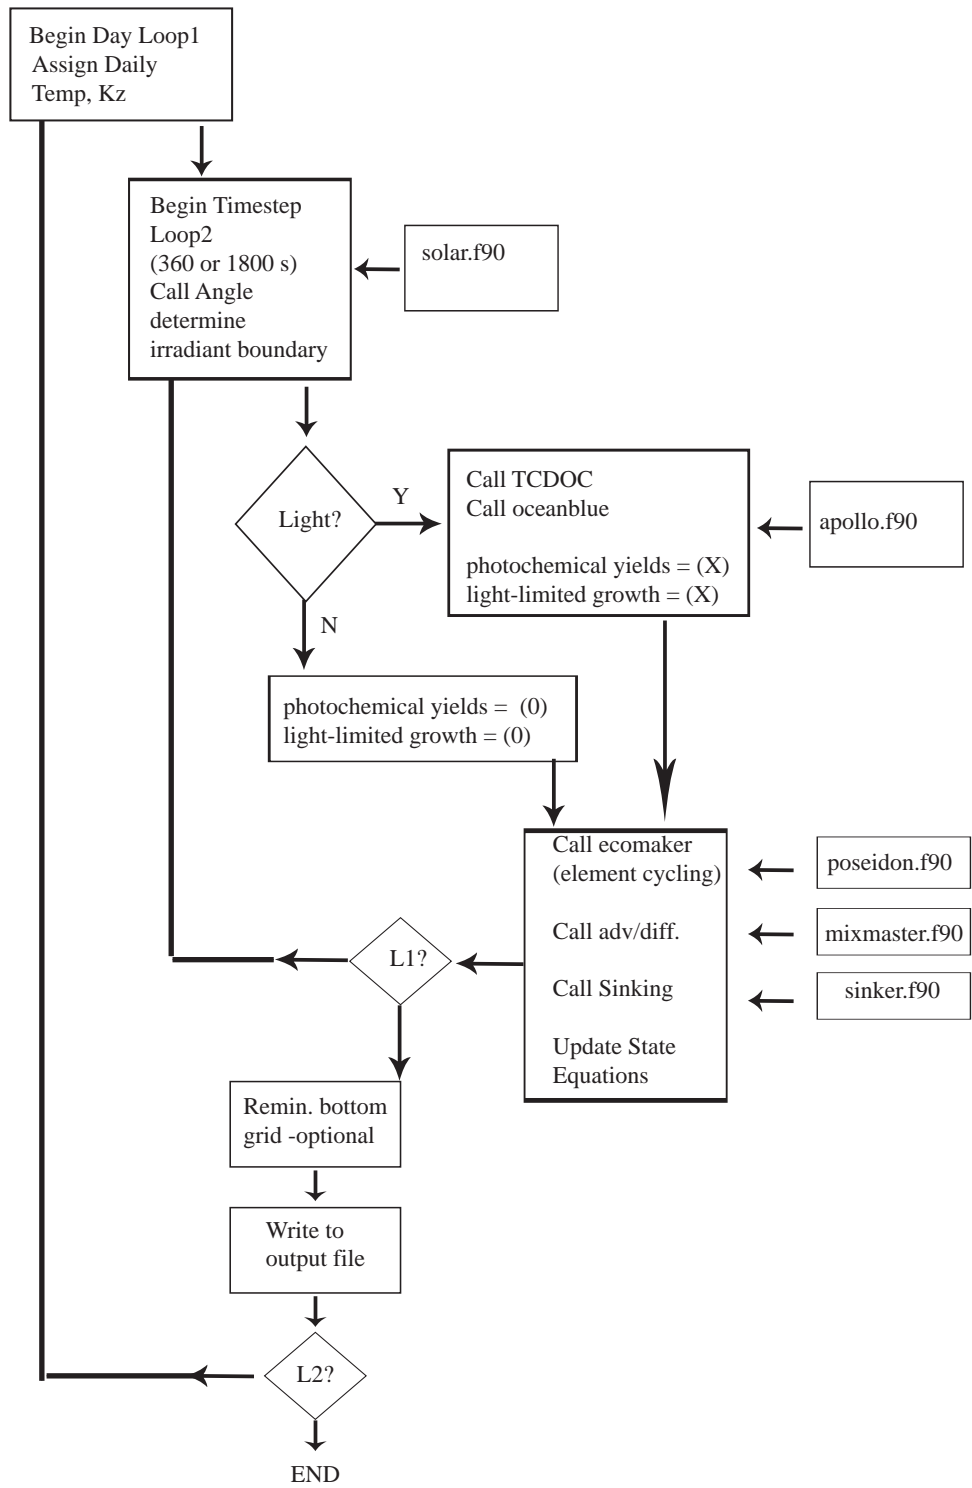 Begin Day Loop1
Assign Daily
Temp, Kz
Begin Timestep
Loop2
(360 or 1800 s)
Call Angle
determine
irradiant boundary
solar.f90
Light?
Y
Call TCDOC
Call oceanblue
photochemical yields = (X)
light-limited growth = (X)
apollo.f90
N
photochemical yields = (0)
light-limited growth = (0)
Call ecomaker
(element cycling)
Call adv/diff.
Call Sinking
Update State
Equations
poseidon.f90
mixmaster.f90
sinker.f90
L1?
Remin. bottom
grid -optional
Write to
output file
L2?
END